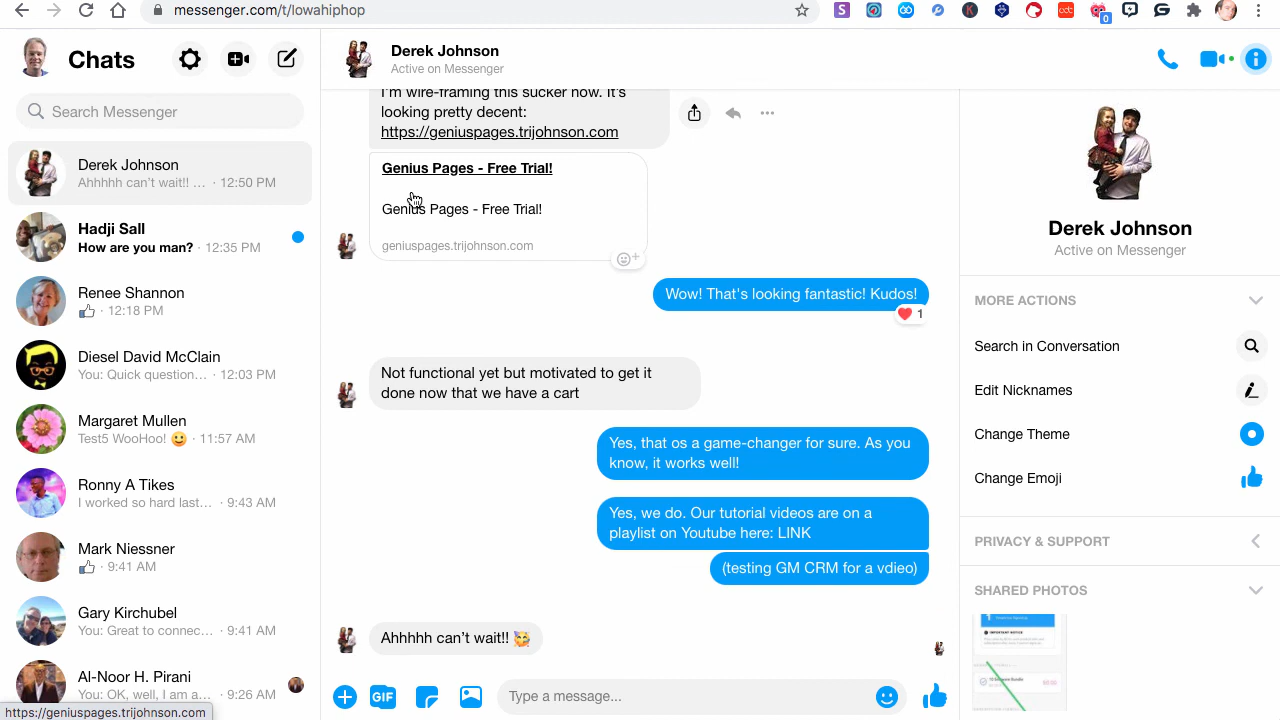 messenger.com/t/lowahiphop
0
Chats
Search Messenger
Derek Johnson
Ahhhhh can't wait!! ... · 12:50 PM
Hadji Sall
How are you man? · 12:35 PM
Renee Shannon
· 12:18 PM
Diesel David McClain
You: Quick question... · 12:03 PM
Margaret Mullen
Test5 WooHoo! 😀 · 11:57 AM
Ronny A Tikes
I worked so hard last... · 9:43 AM
Mark Niessner
· 9:41 AM
Gary Kirchubel
You: Great to connec... · 9:41 AM
Al-Noor H. Pirani
You: OK, well, I am a... · 9:26 AM
https://geniuspages.trijohnson.com
Derek Johnson
Active on Messenger
I'm wire-framing this sucker now. It's
looking pretty decent:
https://geniuspages.trijohnson.com
Genius Pages - Free Trial!
Genius Pages - Free Trial!
geniuspages.trijohnson.com
Wow! That's looking fantastic! Kudos!
1
Not functional yet but motivated to get it
done now that we have a cart
Yes, that os a game-changer for sure. As you
know, it works well!
Yes, we do. Our tutorial videos are on a
playlist on Youtube here: LINK
(testing GM CRM for a vdieo)
Ahhhhh can't wait!! 🥰
GIF
Type a message...
Derek Johnson
Active on Messenger
MORE ACTIONS
Search in Conversation
Edit Nicknames
Change Theme
Change Emoji
PRIVACY & SUPPORT
SHARED PHOTOS
IMPORTANT NOTICE